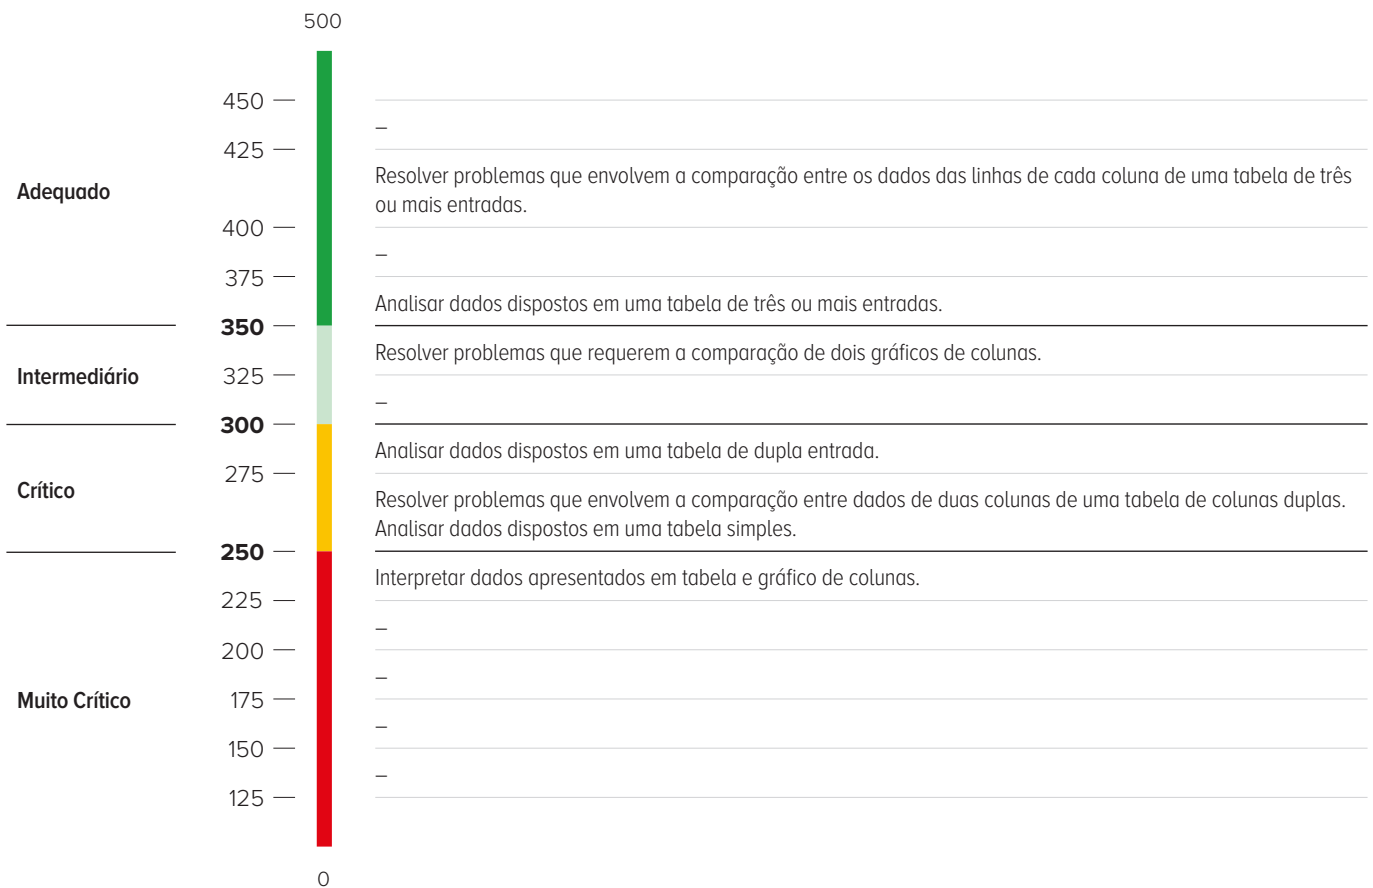 500
450
–
425
Resolver problemas que envolvem a comparação entre os dados das linhas de cada coluna de uma tabela de três
ou mais entradas.
Adequado
400
–
375
Analisar dados dispostos em uma tabela de três ou mais entradas.
350
Resolver problemas que requerem a comparação de dois gráficos de colunas.
Intermediário
325
–
300
Analisar dados dispostos em uma tabela de dupla entrada.
275
Crítico
Resolver problemas que envolvem a comparação entre dados de duas colunas de uma tabela de colunas duplas.
Analisar dados dispostos em uma tabela simples.
250
Interpretar dados apresentados em tabela e gráfico de colunas.
225
–
200
–
175
Muito Crítico
–
150
–
125
0